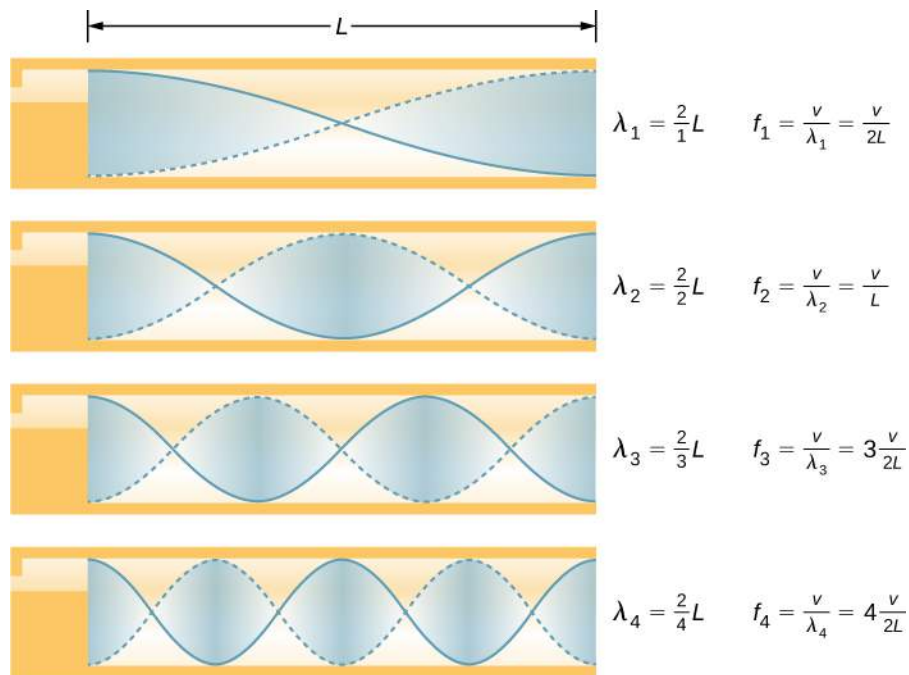 L
λ₁ = 2/1 L f₁ = v/λ₁ = v/2L
λ₂ = 2/2 L f₂ = v/λ₂ = v/L
λ₃ = 2/3 L f₃ = v/λ₃ = 3 v/2L
λ₄ = 2/4 L f₄ = v/λ₄ = 4 v/2L